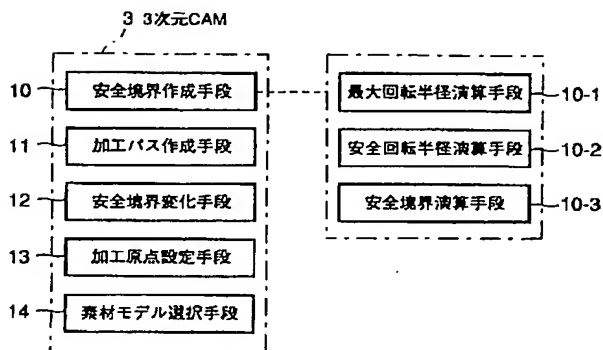 3 3次元CAM
10 安全境界作成手段
11 加工パス作成手段
12 安全境界変化手段
13 加工原点設定手段
14 素材モデル選択手段
最大回転半径演算手段 10-1
安全回転半径演算手段 10-2
安全境界演算手段 10-3